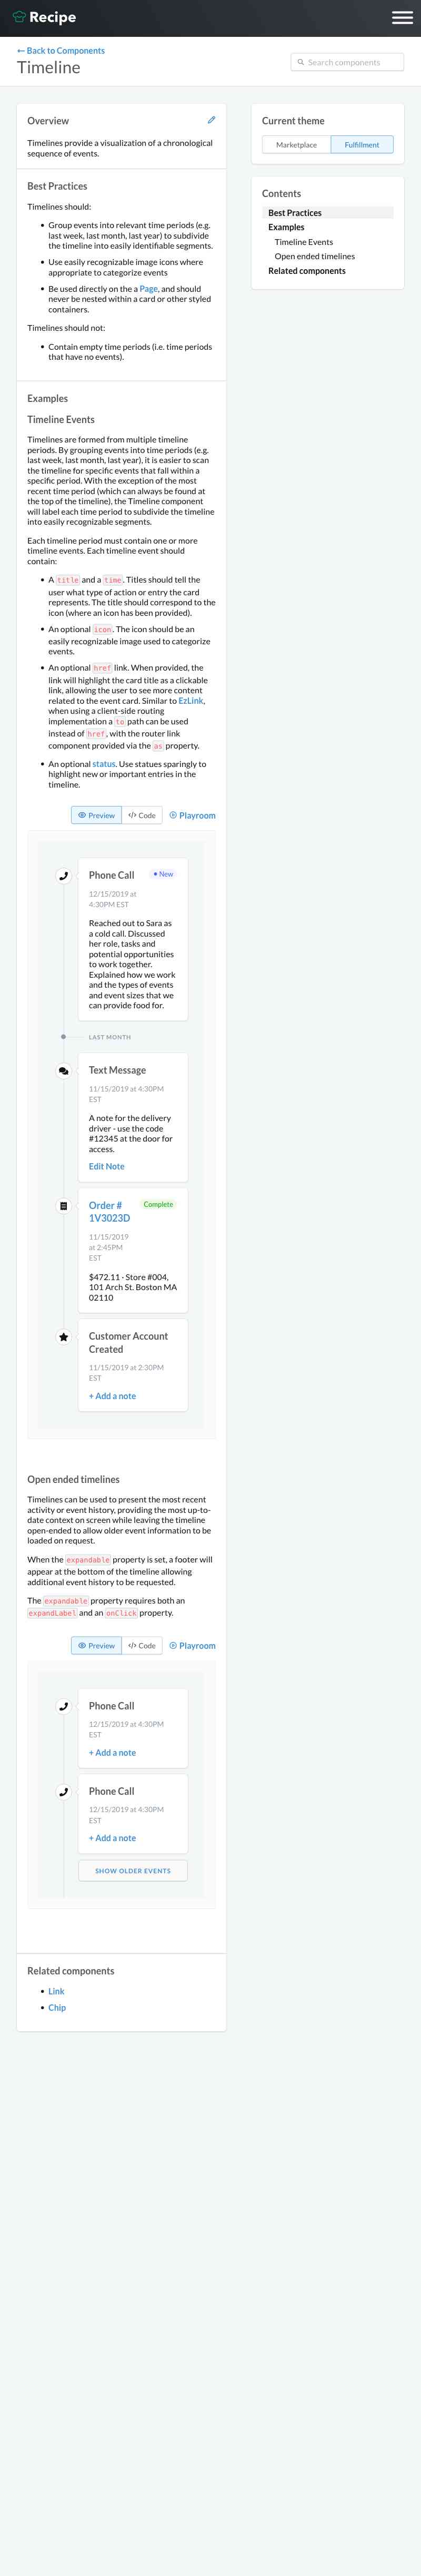 Recipe
← Back to Components
Timeline
Search components
Overview
Timelines provide a visualization of a chronological
sequence of events.
Best Practices
Timelines should:
• Group events into relevant time periods (e.g.
last week, last month, last year) to subdivide
the timeline into easily identifiable segments.
• Use easily recognizable image icons where
appropriate to categorize events
• Be used directly on the a Page, and should
never be nested within a card or other styled
containers.
Timelines should not:
• Contain empty time periods (i.e. time periods
that have no events).
Examples
Timeline Events
Timelines are formed from multiple timeline
periods. By grouping events into time periods (e.g.
last week, last month, last year), it is easier to scan
the timeline for specific events that fall within a
specific period. With the exception of the most
recent time period (which can always be found at
the top of the timeline), the Timeline component
will label each time period to subdivide the timeline
into easily recognizable segments.
Each timeline period must contain one or more
timeline events. Each timeline event should
contain:
• A title and a time. Titles should tell the
user what type of action or entry the card
represents. The title should correspond to the
icon (where an icon has been provided).
• An optional icon. The icon should be an
easily recognizable image used to categorize
events.
• An optional href link. When provided, the
link will highlight the card title as a clickable
link, allowing the user to see more content
related to the event card. Similar to EzLink,
when using a client-side routing
implementation a to path can be used
instead of href, with the router link
component provided via the as property.
• An optional status. Use statuses sparingly to
highlight new or important entries in the
timeline.
Preview
Code
Playroom
Phone Call
New
12/15/2019 at
4:30PM EST
Reached out to Sara as
a cold call. Discussed
her role, tasks and
potential opportunities
to work together.
Explained how we work
and the types of events
and event sizes that we
can provide food for.
LAST MONTH
Text Message
11/15/2019 at 4:30PM
EST
A note for the delivery
driver - use the code
#12345 at the door for
access.
Edit Note
Order #
1V3023D
Complete
11/15/2019
at 2:45PM
EST
$472.11 · Store #004,
101 Arch St. Boston MA
02110
Customer Account
Created
11/15/2019 at 2:30PM
EST
+ Add a note
Open ended timelines
Timelines can be used to present the most recent
activity or event history, providing the most up-to-
date context on screen while leaving the timeline
open-ended to allow older event information to be
loaded on request.
When the expandable property is set, a footer will
appear at the bottom of the timeline allowing
additional event history to be requested.
The expandable property requires both an
expandLabel and an onClick property.
Preview
Code
Playroom
Phone Call
12/15/2019 at 4:30PM
EST
+ Add a note
Phone Call
12/15/2019 at 4:30PM
EST
+ Add a note
SHOW OLDER EVENTS
Related components
• Link
• Chip
Current theme
Marketplace
Fulfillment
Contents
Best Practices
Examples
Timeline Events
Open ended timelines
Related components